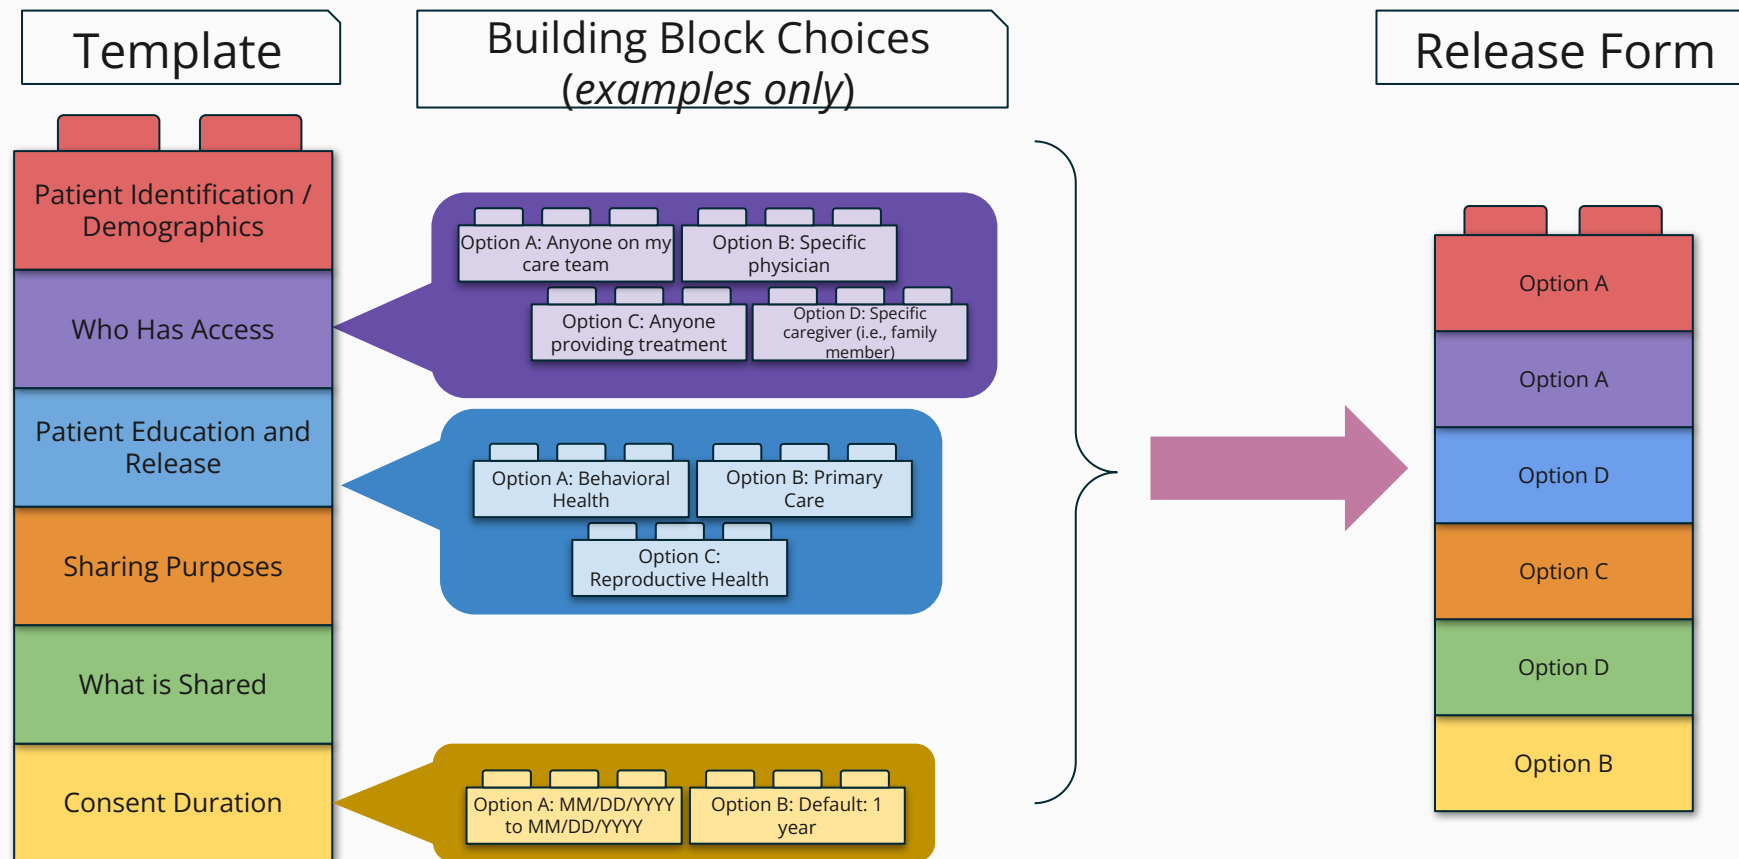 Template
Building Block Choices
(examples only)
Release Form
Patient Identification /
Demographics
Who Has Access
Patient Education and
Release
Sharing Purposes
What is Shared
Consent Duration
Option A: Anyone on my
care team
Option B: Specific
physician
Option C: Anyone
providing treatment
Option D: Specific
caregiver (i.e., family
member)
Option A: Behavioral
Health
Option B: Primary
Care
Option C:
Reproductive Health
Option A: MM/DD/YYYY
to MM/DD/YYYY
Option B: Default: 1
year
Option A
Option A
Option D
Option C
Option D
Option B